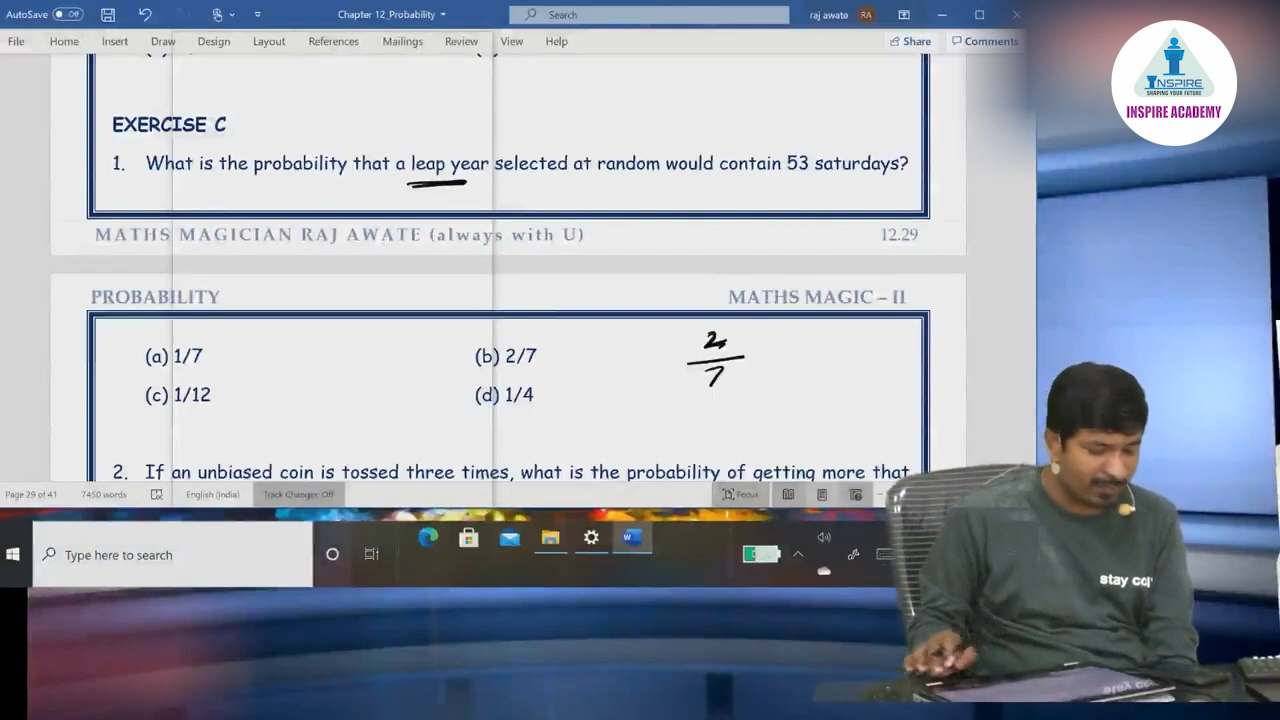 AutoSave Off Chapter 12_Probability Search raj awate RA
File Home Insert Draw Design Layout References Mailings Review View Help Share Comments
INSPIRE
SHAPING YOUR FUTURE
INSPIRE ACADEMY
EXERCISE C
1. What is the probability that a leap year selected at random would contain 53 saturdays?
MATHS MAGICIAN RAJ AWATE (always with U) 12.29
PROBABILITY MATHS MAGIC – II
(a) 1/7 (b) 2/7
(c) 1/12 (d) 1/4
2
7
2. If an unbiased coin is tossed three times, what is the probability of getting more that
Page 29 of 41 7450 words English (India) Track Changes: Off Focus
Type here to search
stay co